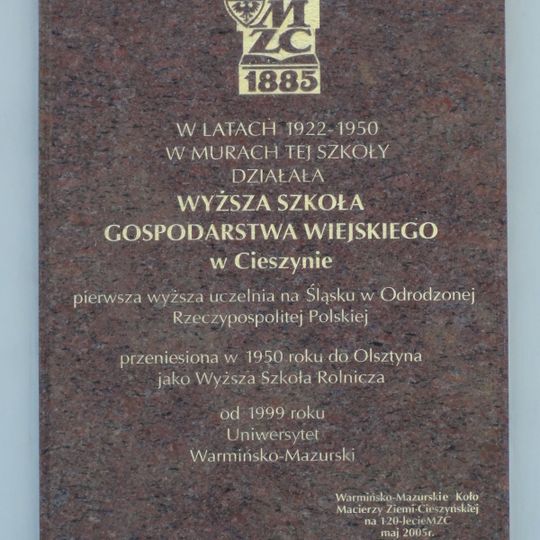 MZC
1885
W LATACH 1922-1950
W MURACH TEJ SZKOŁY
DZIAŁAŁA
WYŻSZA SZKOŁA
GOSPODARSTWA WIEJSKIEGO
w Cieszynie
pierwsza wyższa uczelnia na Śląsku w Odrodzonej
Rzeczypospolitej Polskiej
przeniesiona w 1950 roku do Olsztyna
jako Wyższa Szkoła Rolnicza
od 1999 roku
Uniwersytet
Warmińsko-Mazurski
Warmińsko-Mazurskie Koło
Macierzy Ziemi-Cieszyńskiej
na 120-lecieMZC
maj 2005r.